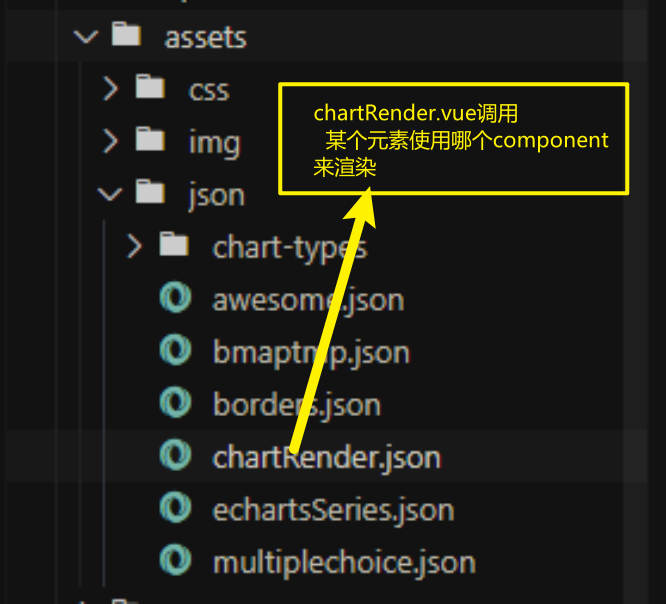 assets
css
img
json
chartRender.vue调用
某个元素使用哪个component
来渲染
chart-types
awesome.json
bmaptmp.json
borders.json
chartRender.json
echartsSeries.json
multiplechoice.json